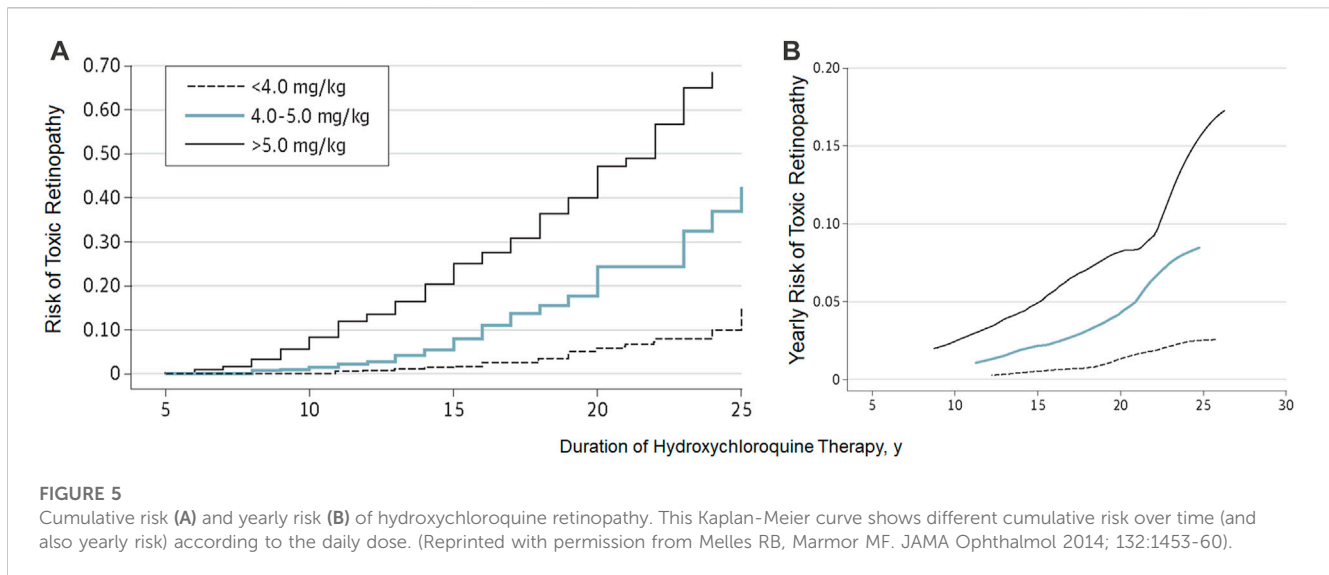 A
0.70
0.60
0.50
0.40
0.30
0.20
0.10
0
Risk of Toxic Retinopathy
<4.0 mg/kg
4.0-5.0 mg/kg
>5.0 mg/kg
5 10 15 20 25
B
0.20
0.15
0.10
0.05
0
Yearly Risk of Toxic Retinopathy
5 10 15 20 25 30
Duration of Hydroxychloroquine Therapy, y
FIGURE 5
Cumulative risk (A) and yearly risk (B) of hydroxychloroquine retinopathy. This Kaplan-Meier curve shows different cumulative risk over time (and
also yearly risk) according to the daily dose. (Reprinted with permission from Melles RB, Marmor MF. JAMA Ophthalmol 2014; 132:1453-60).